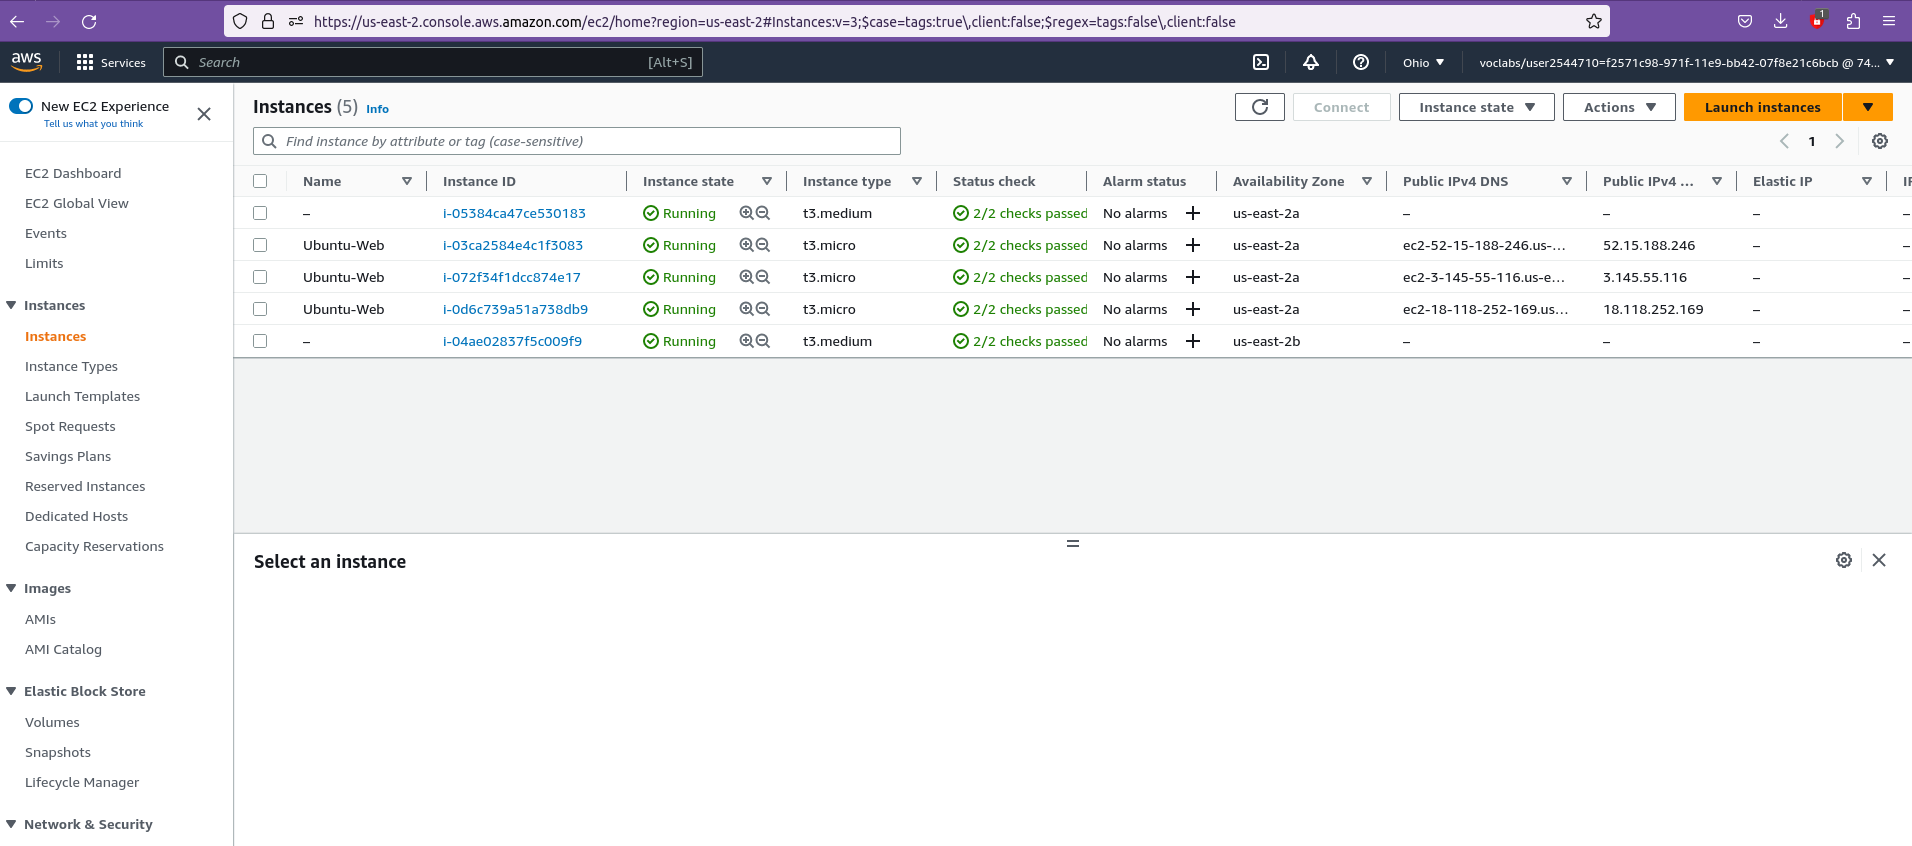 https://us-east-2.console.aws.amazon.com/ec2/home?region=us-east-2#Instances:v=3;$case=tags:true\,client:false;$regex=tags:false\,client:false
1
aws Services Search [Alt+S] Ohio voclabs/user2544710=f2571c98-971f-11e9-bb42-07f8e21c6bcb @ 74...
New EC2 Experience
Tell us what you think
EC2 Dashboard
EC2 Global View
Events
Limits
Instances
Instances
Instance Types
Launch Templates
Spot Requests
Savings Plans
Reserved Instances
Dedicated Hosts
Capacity Reservations
Images
AMIs
AMI Catalog
Elastic Block Store
Volumes
Snapshots
Lifecycle Manager
Network & Security
Instances (5) Info Connect Instance state Actions Launch instances
Find instance by attribute or tag (case-sensitive) 1
Name Instance ID Instance state Instance type Status check Alarm status Availability Zone Public IPv4 DNS Public IPv4 ... Elastic IP
– i-05384ca47ce530183 Running t3.medium 2/2 checks passed No alarms us-east-2a – – – –
Ubuntu-Web i-03ca2584e4c1f3083 Running t3.micro 2/2 checks passed No alarms us-east-2a ec2-52-15-188-246.us-... 52.15.188.246 – –
Ubuntu-Web i-072f34f1dcc874e17 Running t3.micro 2/2 checks passed No alarms us-east-2a ec2-3-145-55-116.us-e... 3.145.55.116 – –
Ubuntu-Web i-0d6c739a51a738db9 Running t3.micro 2/2 checks passed No alarms us-east-2a ec2-18-118-252-169.us... 18.118.252.169 – –
– i-04ae02837f5c009f9 Running t3.medium 2/2 checks passed No alarms us-east-2b – – – –
Select an instance